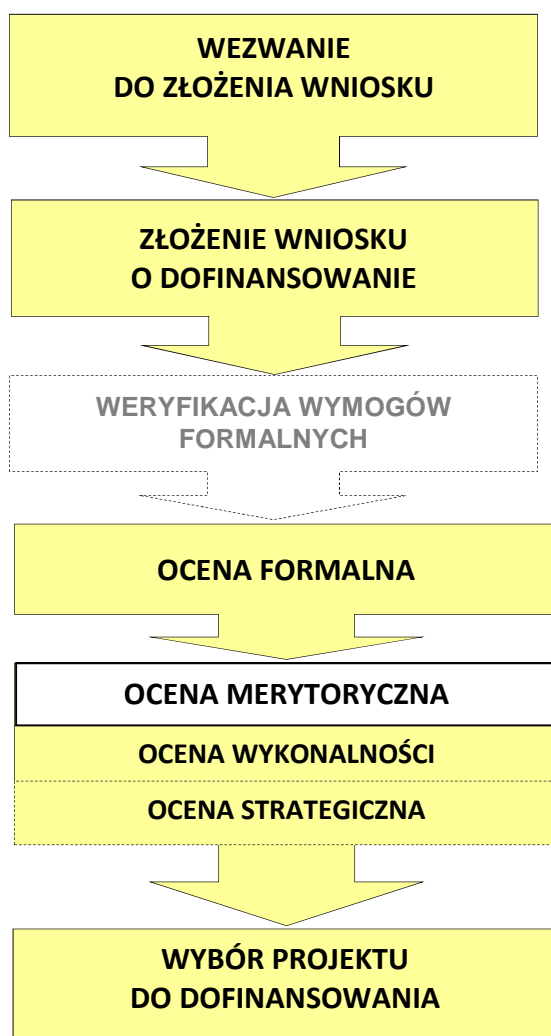 WEZWANIE
DO ZŁOŻENIA WNIOSKU
ZŁOŻENIE WNIOSKU
O DOFINANSOWANIE
WERYFIKACJA WYMOGÓW
FORMALNYCH
OCENA FORMALNA
OCENA MERYTORYCZNA
OCENA WYKONALNOŚCI
OCENA STRATEGICZNA
WYBÓR PROJEKTU
DO DOFINANSOWANIA